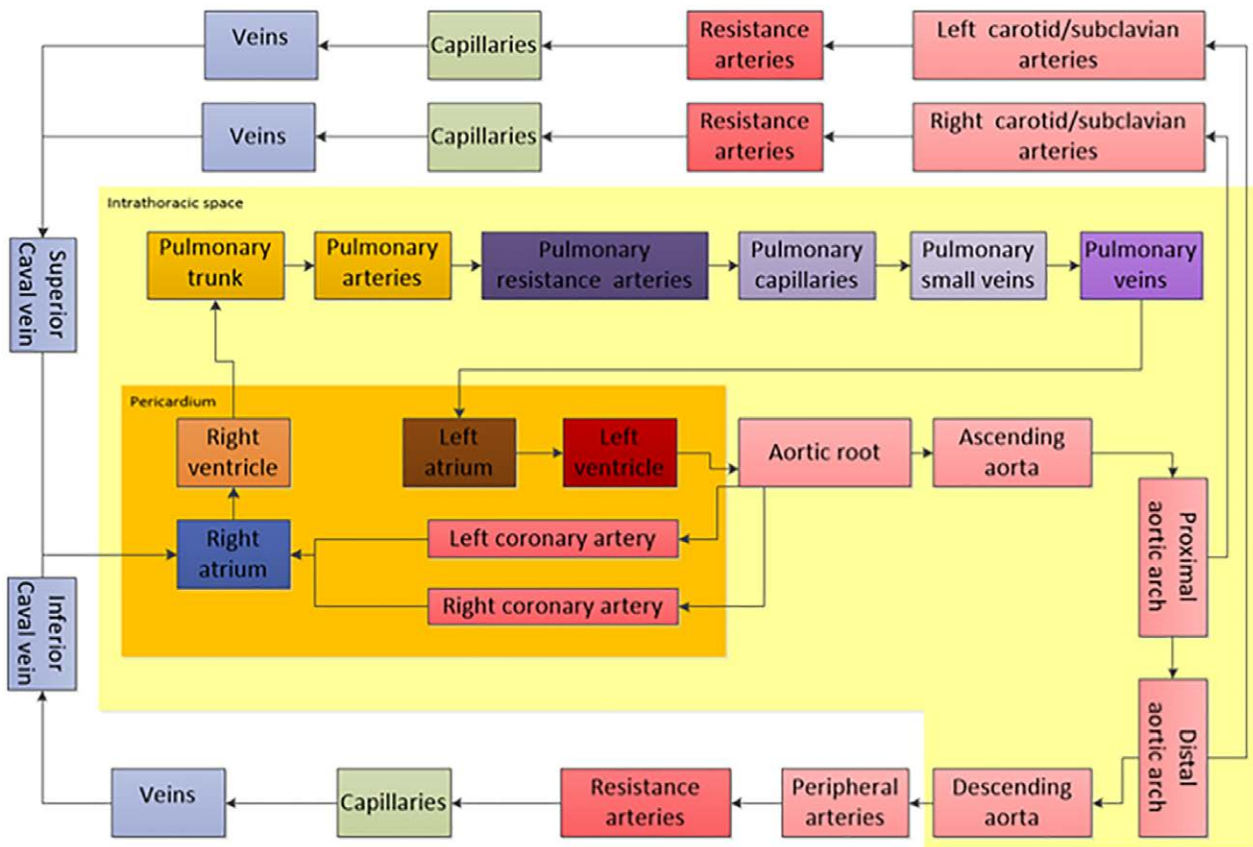 Veins
Capillaries
Resistance
arteries
Left carotid/subclavian
arteries
Veins
Capillaries
Resistance
arteries
Right carotid/subclavian
arteries
Intrathoracic space
Superior
Caval vein
Pulmonary
trunk
Pulmonary
arteries
Pulmonary
resistance arteries
Pulmonary
capillaries
Pulmonary
small veins
Pulmonary
veins
Pericardium
Right
ventricle
Left
atrium
Left
ventricle
Aortic root
Ascending
aorta
Proximal
aortic arch
Right
atrium
Left coronary artery
Right coronary artery
Inferior
Caval vein
Distal
aortic arch
Veins
Capillaries
Resistance
arteries
Peripheral
arteries
Descending
aorta